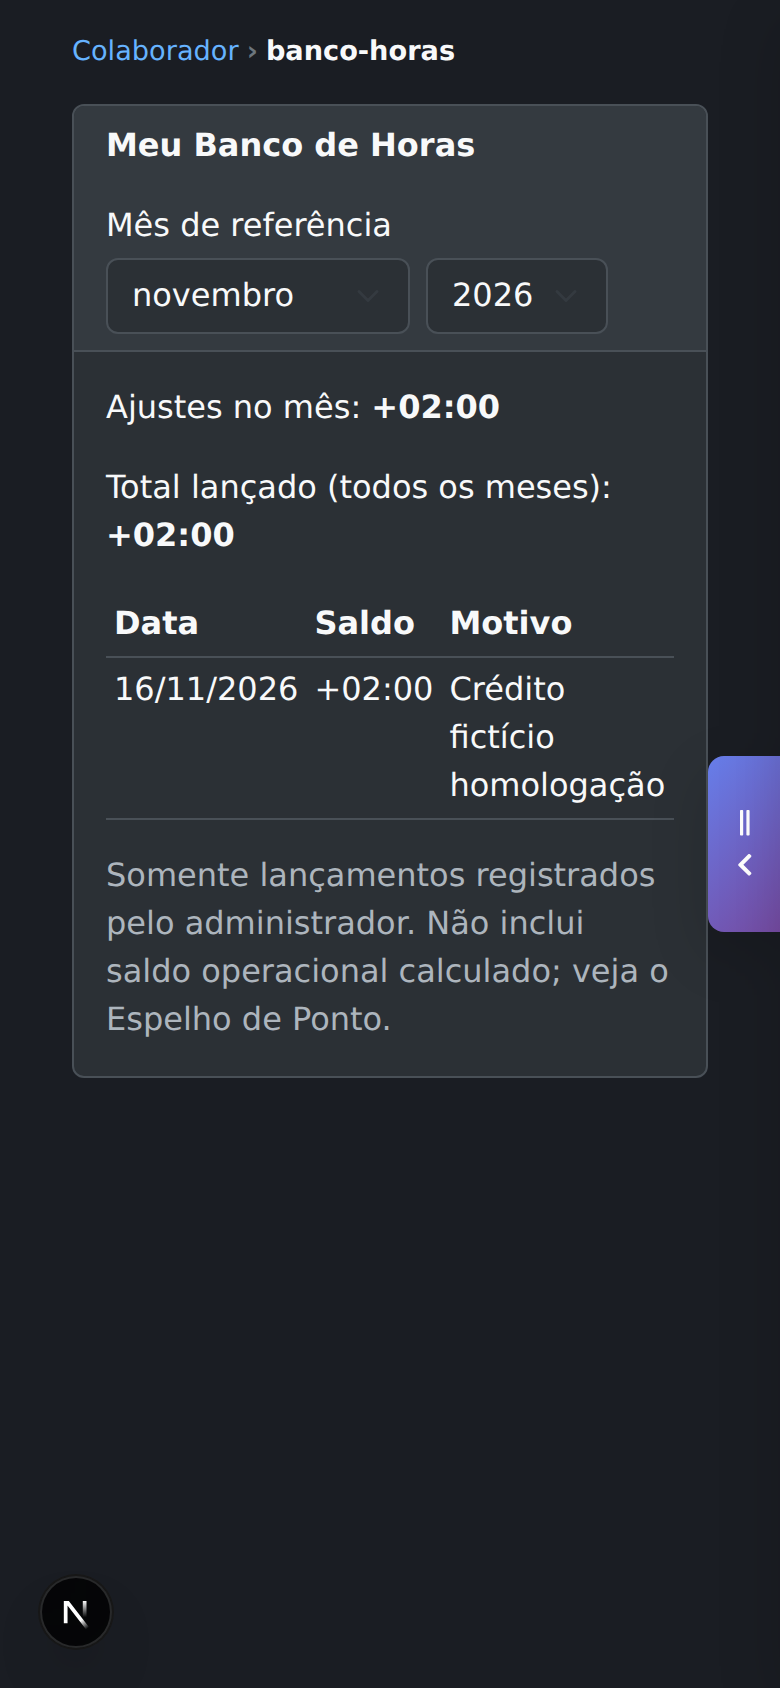 Colaborador › banco-horas
Meu Banco de Horas
Mês de referência
novembro 2026
Ajustes no mês: +02:00
Total lançado (todos os meses):
+02:00
Data Saldo Motivo
16/11/2026 +02:00 Crédito
fictício
homologação
Somente lançamentos registrados
pelo administrador. Não inclui
saldo operacional calculado; veja o
Espelho de Ponto.
N